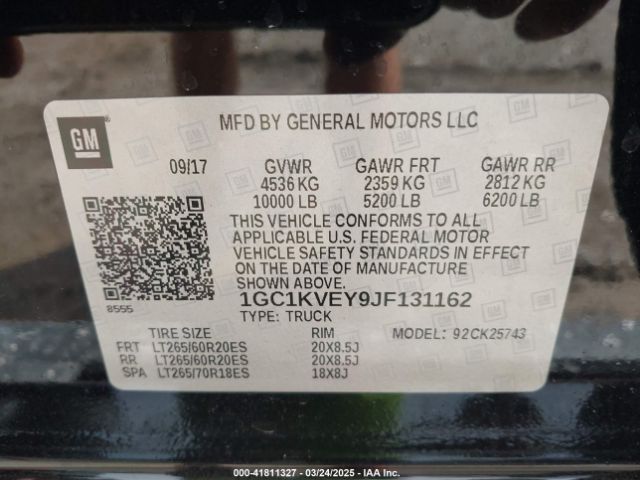 GM
MFD BY GENERAL MOTORS LLC
09/17 GVWR GAWR FRT GAWR RR
4536 KG 2359 KG 2812 KG
10000 LB 5200 LB 6200 LB
THIS VEHICLE CONFORMS TO ALL
APPLICABLE U.S. FEDERAL MOTOR
VEHICLE SAFETY STANDARDS IN EFFECT
ON THE DATE OF MANUFACTURE
SHOWN ABOVE.
1GC1KVEY9JF131162
8555
TYPE: TRUCK
TIRE SIZE RIM MODEL: 92CK25743
FRT LT265/60R20ES 20X8.5J
RR LT265/60R20ES 20X8.5J
SPA LT265/70R18ES 18X8J
000-41811327 • 03/24/2025 • IAA Inc.